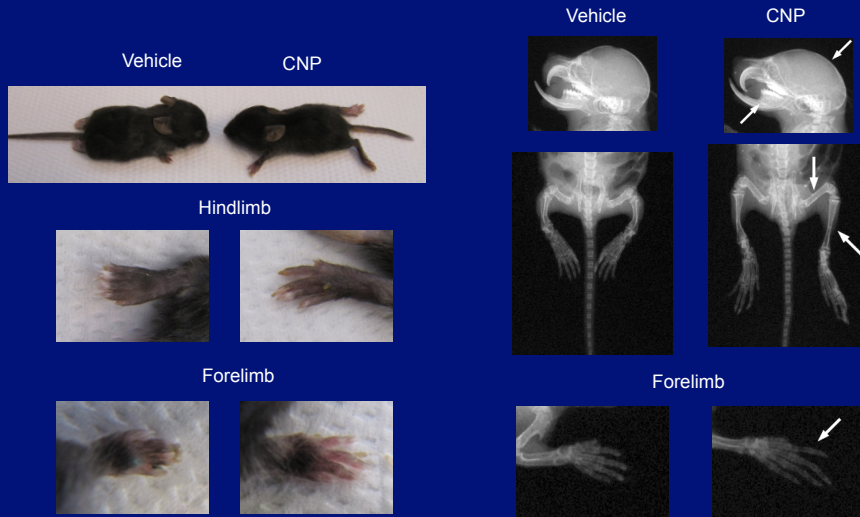 Vehicle
CNP
Hindlimb
Forelimb
Vehicle
CNP
Forelimb